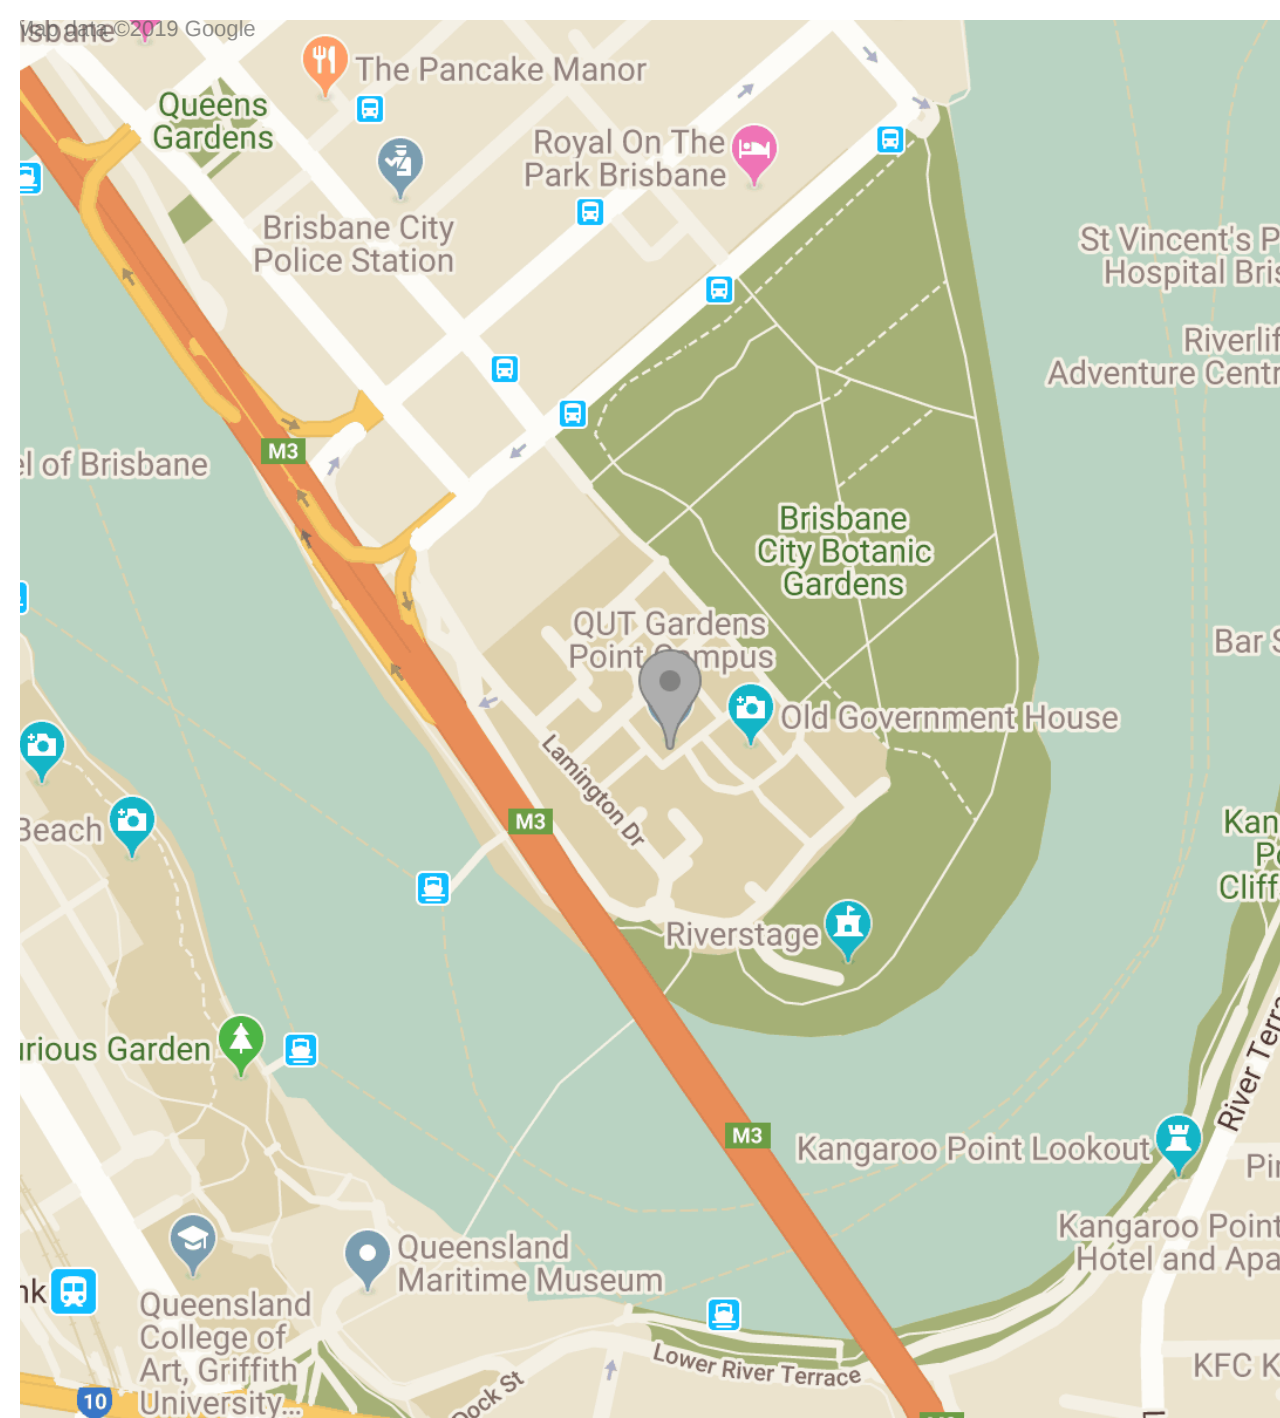 Map data ©2019 Google
The Pancake Manor
Queens
Gardens
Royal On The
Park Brisbane
Brisbane City
Police Station
St Vincent's P
Hospital Bris
Riverlif
Adventure Centr
M3
el of Brisbane
Brisbane
City Botanic
Gardens
QUT Gardens
Point Campus
Bar S
Old Government House
Lamington Dr
M3
Beach
Kan
Po
Cliff
Riverstage
urious Garden
River Terra
M3
Kangaroo Point Lookout
Pin
Kangaroo Point
Hotel and Apa
Queensland
Maritime Museum
nk
Queensland
College of
Art, Griffith
University...
10
Lower River Terrace
Dock St
KFC K